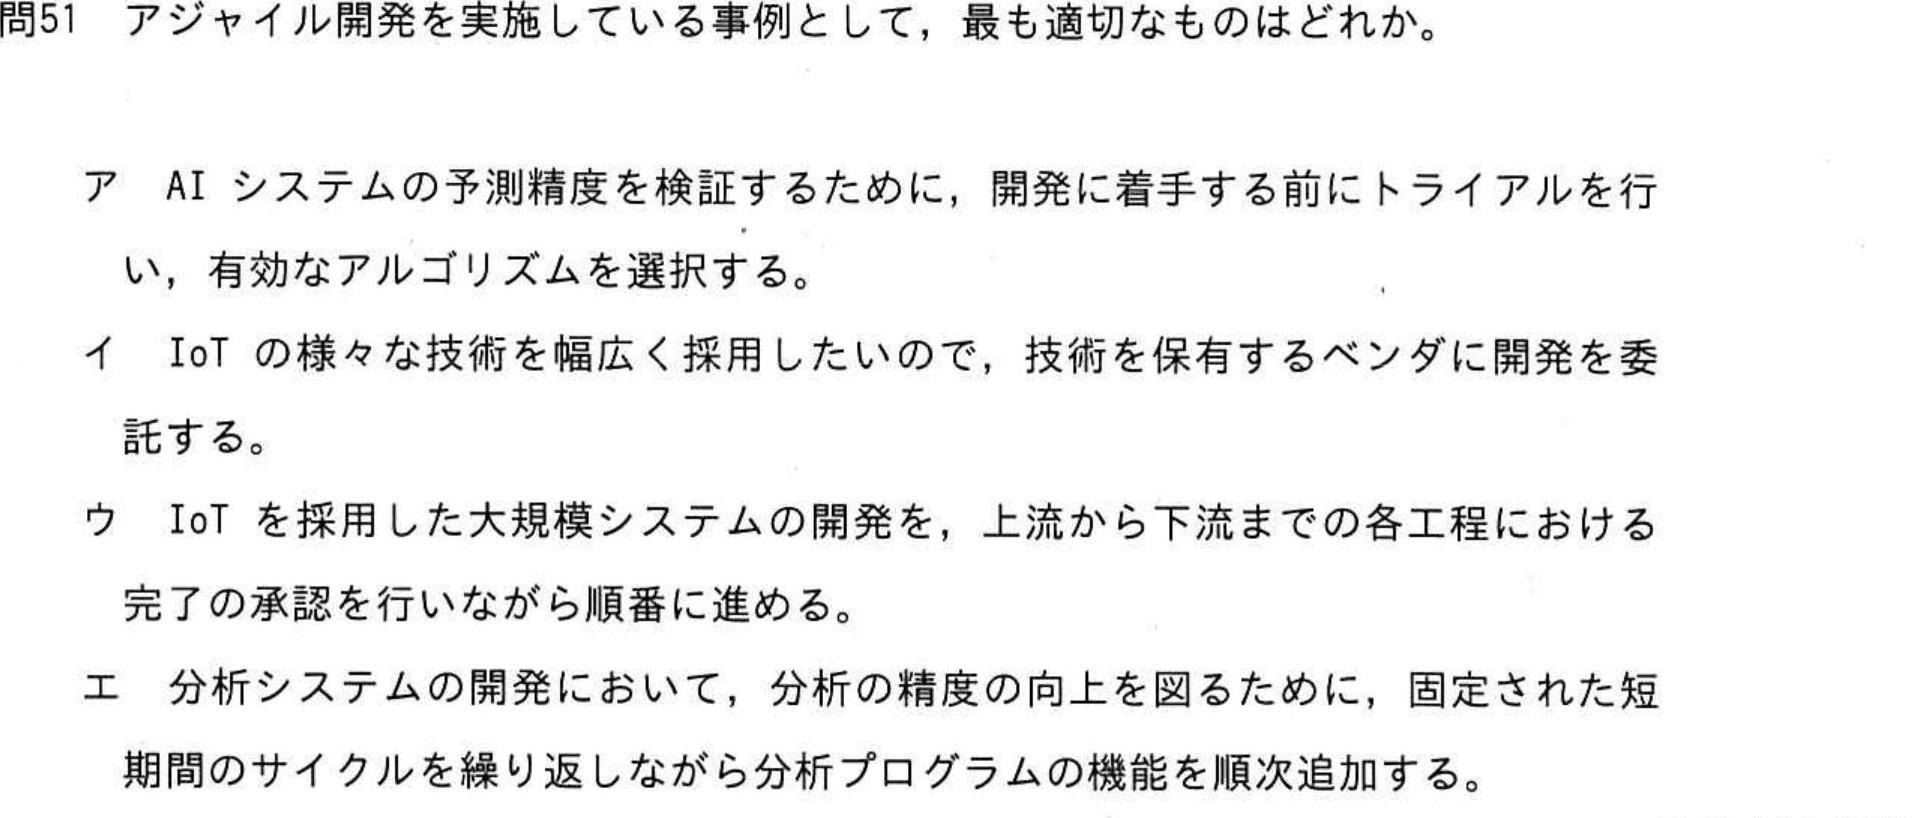 問51　アジャイル開発を実施している事例として，最も適切なものはどれか。
ア　AI システムの予測精度を検証するために，開発に着手する前にトライアルを行
い，有効なアルゴリズムを選択する。
イ　IoT の様々な技術を幅広く採用したいので，技術を保有するベンダに開発を委
託する。
ウ　IoT を採用した大規模システムの開発を，上流から下流までの各工程における
完了の承認を行いながら順番に進める。
エ　分析システムの開発において，分析の精度の向上を図るために，固定された短
期間のサイクルを繰り返しながら分析プログラムの機能を順次追加する。